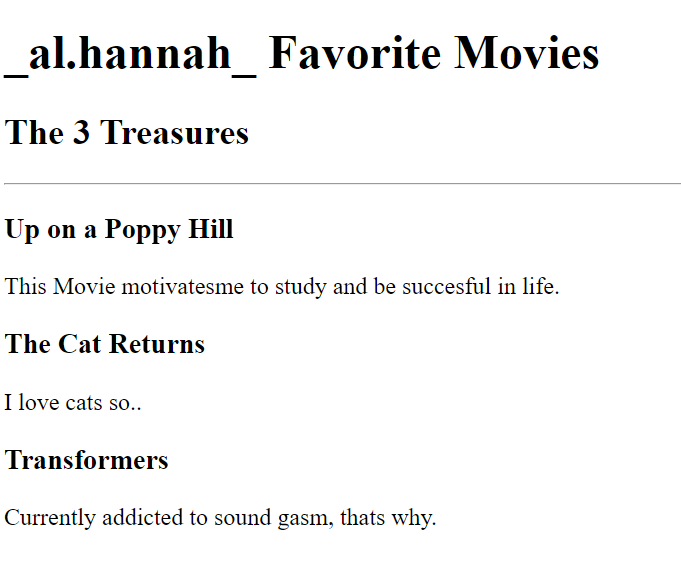 _al.hannah_ Favorite Movies
The 3 Treasures
Up on a Poppy Hill
This Movie motivatesme to study and be succesful in life.
The Cat Returns
I love cats so..
Transformers
Currently addicted to sound gasm, thats why.